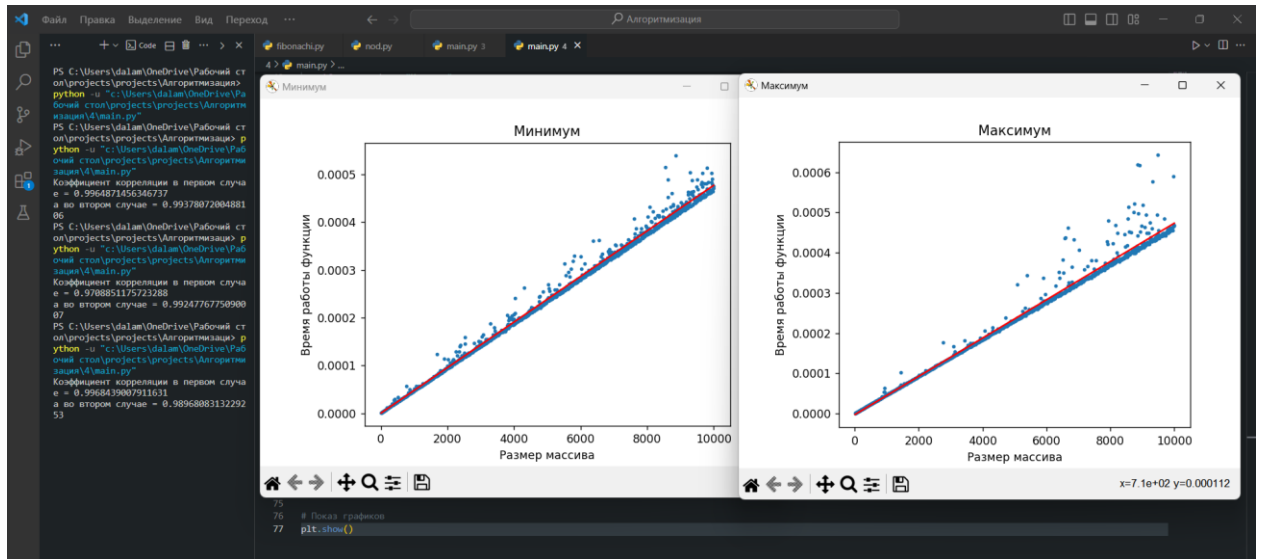 Файл Правка Выделение Вид Переход ··· Алгоритмизация
··· Code ···
fibonachi.py nod.py main.py 3 main.py 4
4 > main.py > ...
PS C:\Users\dalam\OneDrive\Рабочий ст
ол\projects\projects\Алгоритмизация>
python -u "c:\Users\dalam\OneDrive\Ра
бочий стол\projects\projects\Алгоритм
изация\4\main.py"
PS C:\Users\dalam\OneDrive\Рабочий ст
ол\projects\projects\Алгоритмизаци> p
ython -u "c:\Users\dalam\OneDrive\Раб
очий стол\projects\projects\Алгоритми
зация\4\main.py"
Коэффициент корреляции в первом случа
е = 0.9964871456346737
а во втором случае = 0.99378072004881
06
PS C:\Users\dalam\OneDrive\Рабочий ст
ол\projects\projects\Алгоритмизаци> p
ython -u "c:\Users\dalam\OneDrive\Раб
очий стол\projects\projects\Алгоритми
зация\4\main.py"
Коэффициент корреляции в первом случа
е = 0.9708851175723288
а во втором случае = 0.99247767750900
07
PS C:\Users\dalam\OneDrive\Рабочий ст
ол\projects\projects\Алгоритмизаци> p
ython -u "c:\Users\dalam\OneDrive\Раб
очий стол\projects\projects\Алгоритми
зация\4\main.py"
Коэффициент корреляции в первом случа
е = 0.9968439007911631
а во втором случае = 0.98968083132292
53
1
Минимум
Минимум
Время работы функции
0.0005
0.0004
0.0003
0.0002
0.0001
0.0000
0 2000 4000 6000 8000 10000
Размер массива
Максимум
Максимум
Время работы функции
0.0006
0.0005
0.0004
0.0003
0.0002
0.0001
0.0000
0 2000 4000 6000 8000 10000
Размер массива
x=7.1e+02 y=0.000112
75
76 # Показ графиков
77 plt.show()